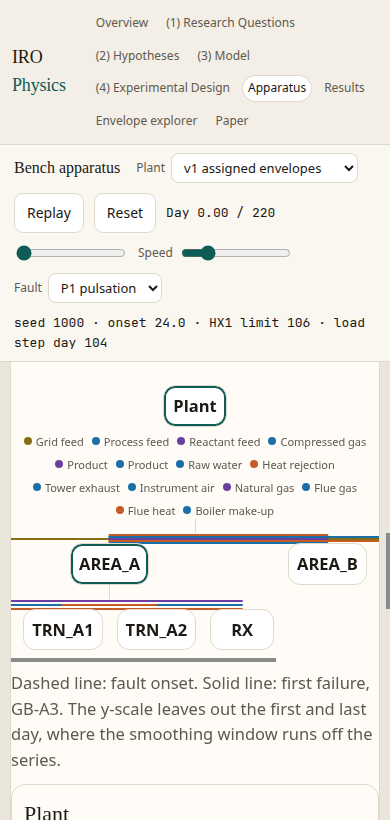 IRO
Physics
Overview (1) Research Questions
(2) Hypotheses (3) Model
(4) Experimental Design Apparatus Results
Envelope explorer Paper
Bench apparatus Plant v1 assigned envelopes
Replay Reset Day 0.00 / 220
Speed
Fault P1 pulsation
seed 1000 · onset 24.0 · HX1 limit 106 · load
step day 104
Plant
Grid feed Process feed Reactant feed Compressed gas
Product Product Raw water Heat rejection
Tower exhaust Instrument air Natural gas Flue gas
Flue heat Boiler make-up
AREA_A AREA_B
TRN_A1 TRN_A2 RX
Dashed line: fault onset. Solid line: first failure,
GB-A3. The y-scale leaves out the first and last
day, where the smoothing window runs off the
series.
Plant